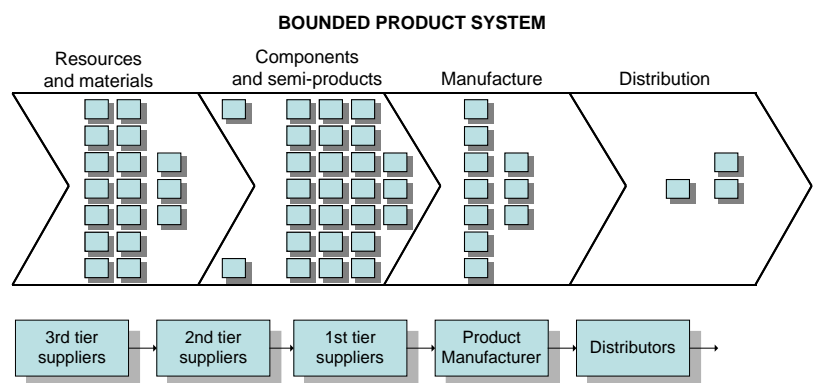 BOUNDED PRODUCT SYSTEM
Resources
and materials
Components
and semi-products
Manufacture
Distribution
3rd tier
suppliers
2nd tier
suppliers
1st tier
suppliers
Product
Manufacturer
Distributors